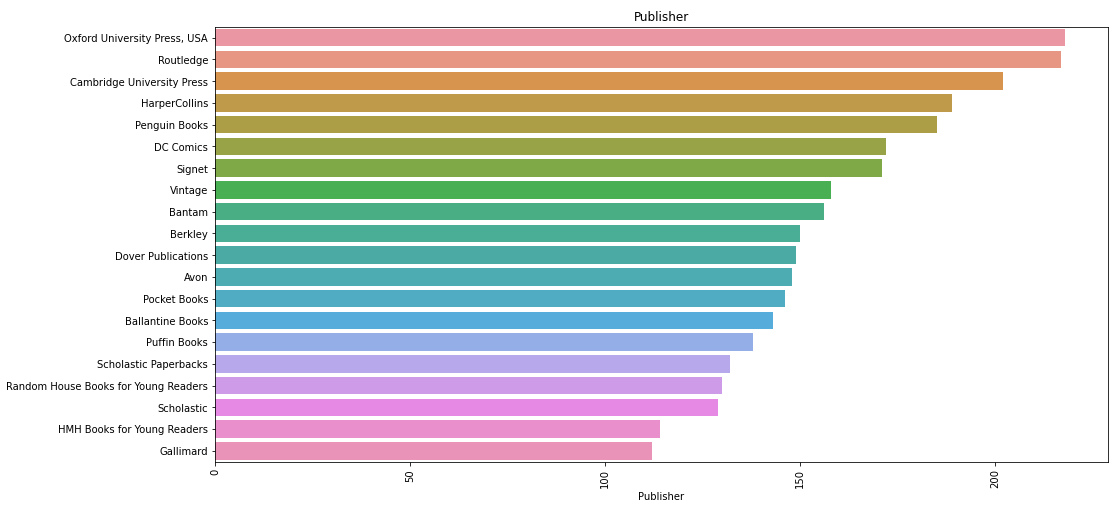 Publisher
Oxford University Press, USA
Routledge
Cambridge University Press
HarperCollins
Penguin Books
DC Comics
Signet
Vintage
Bantam
Berkley
Dover Publications
Avon
Pocket Books
Ballantine Books
Puffin Books
Scholastic Paperbacks
Random House Books for Young Readers
Scholastic
HMH Books for Young Readers
Gallimard
0 50 100 150 200
Publisher